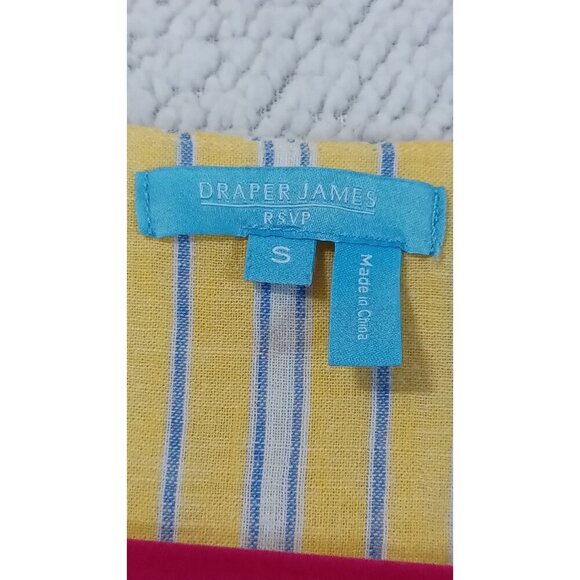 DRAPER JAMES
RSVP
S
Made in China